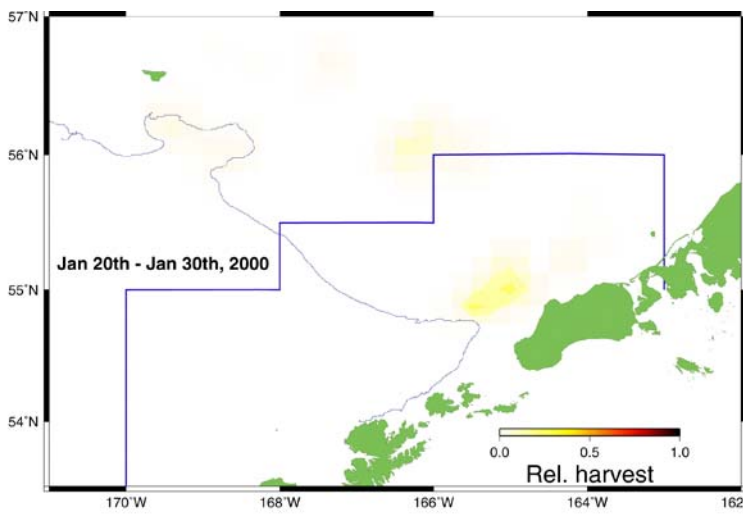 57˚N
56˚N
Jan 20th - Jan 30th, 2000
55˚N
54˚N
0.0 0.5 1.0
Rel. harvest
170˚W 168˚W 166˚W 164˚W 162